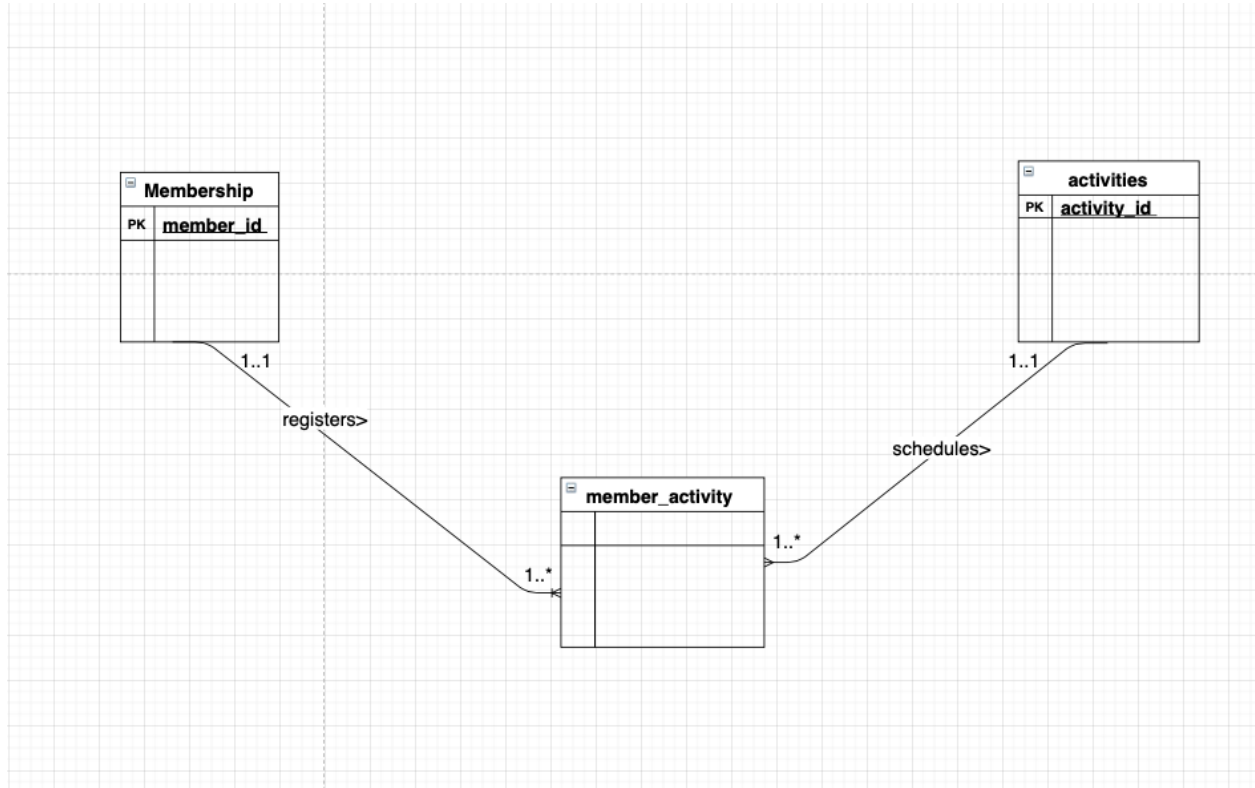 Membership
PK member_id
activities
PK activity_id
1..1
1..1
registers>
schedules>
member_activity
1..*
1..*